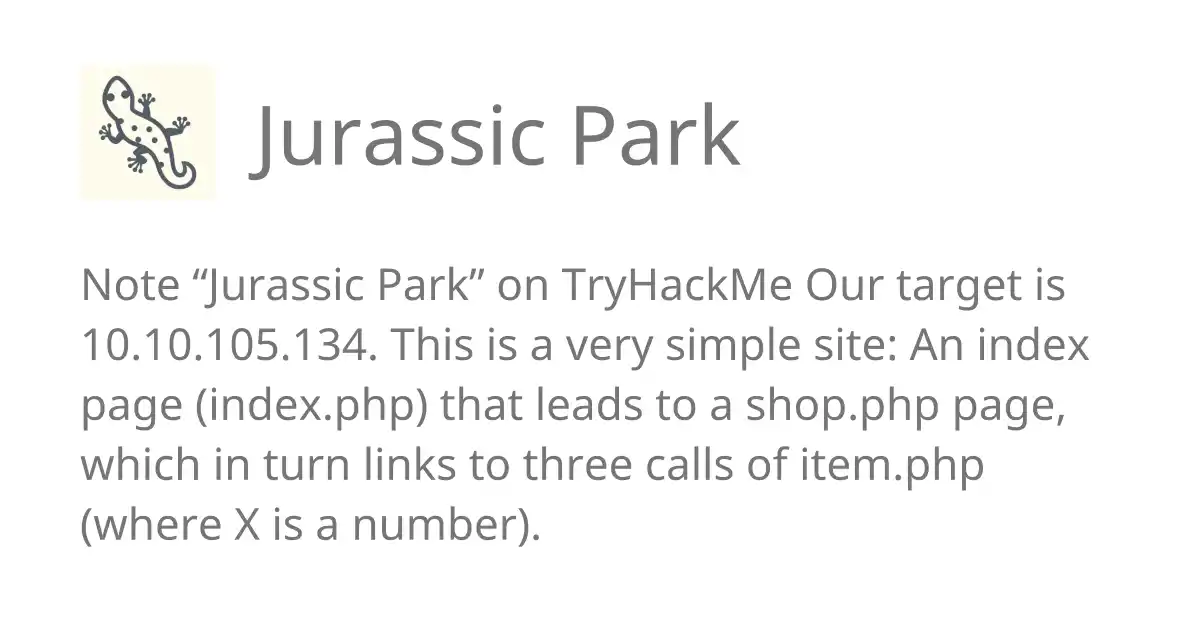 Jurassic Park
Note “Jurassic Park” on TryHackMe Our target is
10.10.105.134. This is a very simple site: An index
page (index.php) that leads to a shop.php page,
which in turn links to three calls of item.php
(where X is a number).